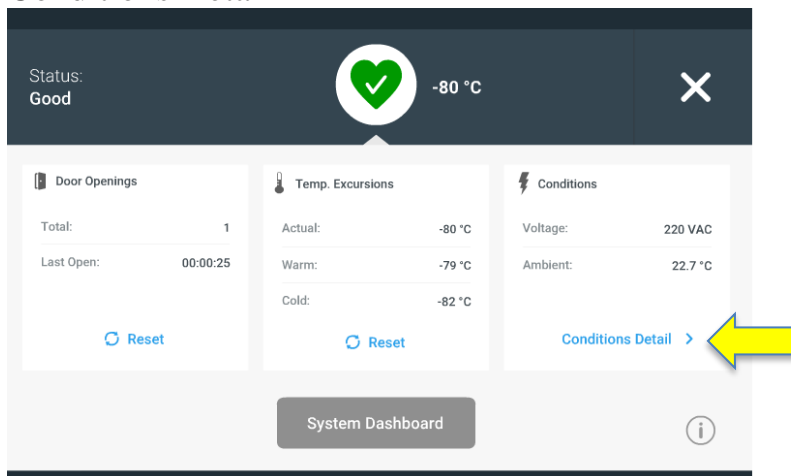 Status:
Good
-80 °C
Door Openings
Total: 1
Last Open: 00:00:25
Reset
Temp. Excursions
Actual: -80 °C
Warm: -79 °C
Cold: -82 °C
Reset
Conditions
Voltage: 220 VAC
Ambient: 22.7 °C
Conditions Detail >
System Dashboard